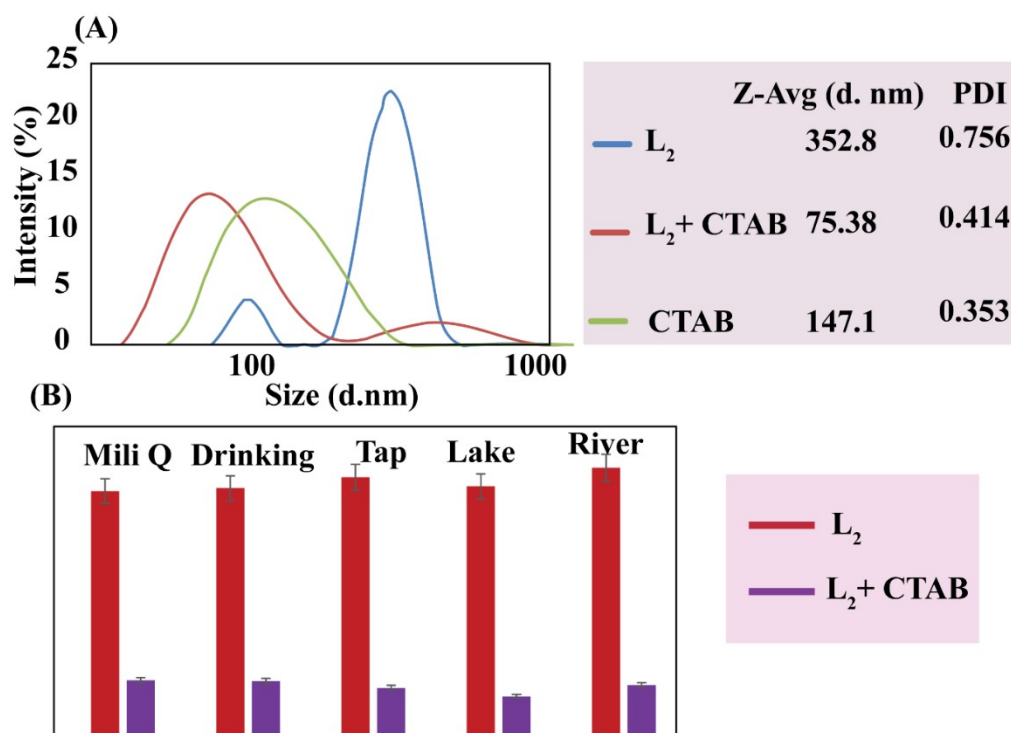 (A)
Intensity (%)
25
20
15
10
5
0
100 1000
Size (d.nm)
Z-Avg (d. nm) PDI
L₂ 352.8 0.756
L₂+ CTAB 75.38 0.414
CTAB 147.1 0.353
(B)
Mili Q Drinking Tap Lake River
L₂
L₂+ CTAB